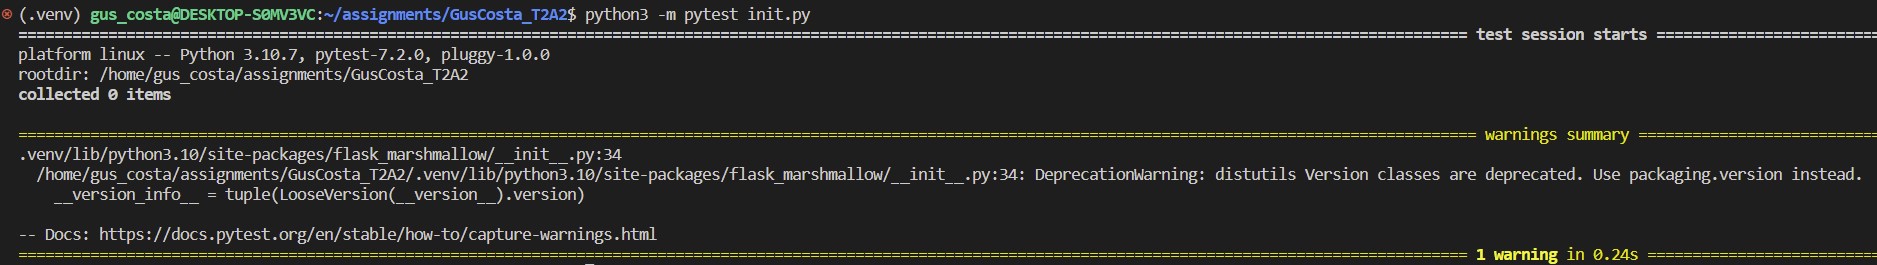 (.venv) gus_costa@DESKTOP-S0MV3VC:~/assignments/GusCosta_T2A2$ python3 -m pytest init.py
=============================== test session starts ===============================
platform linux -- Python 3.10.7, pytest-7.2.0, pluggy-1.0.0
rootdir: /home/gus_costa/assignments/GusCosta_T2A2
collected 0 items
=============================== warnings summary ===============================
.venv/lib/python3.10/site-packages/flask_marshmallow/__init__.py:34
/home/gus_costa/assignments/GusCosta_T2A2/.venv/lib/python3.10/site-packages/flask_marshmallow/__init__.py:34: DeprecationWarning: distutils Version classes are deprecated. Use packaging.version instead.
__version_info__ = tuple(LooseVersion(__version__).version)
-- Docs: https://docs.pytest.org/en/stable/how-to/capture-warnings.html
=============================== 1 warning in 0.24s ===============================